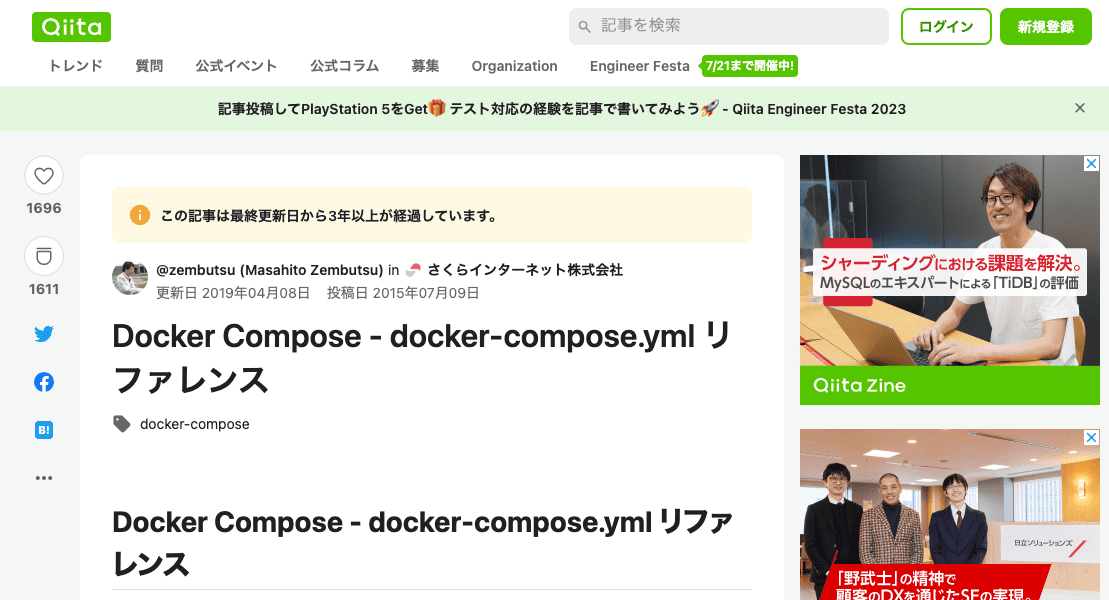 Qiita
記事を検索
ログイン
新規登録
トレンド 質問 公式イベント 公式コラム 募集 Organization Engineer Festa 7/21まで開催中!
記事投稿してPlayStation 5をGet🎁 テスト対応の経験を記事で書いてみよう🚀 - Qiita Engineer Festa 2023
1696
1611
B!
この記事は最終更新日から3年以上が経過しています。
@zembutsu (Masahito Zembutsu) in さくらインターネット株式会社
更新日 2019年04月08日 投稿日 2015年07月09日
Docker Compose - docker-compose.yml リ
ファレンス
docker-compose
Docker Compose - docker-compose.yml リファ
レンス
シャーディングにおける課題を解決。
MySQLのエキスパートによる「TiDB」の評価
Qiita Zine
日立ソリューションズ
「野武士」の精神で
顧客のDXを通じたSEの実現。